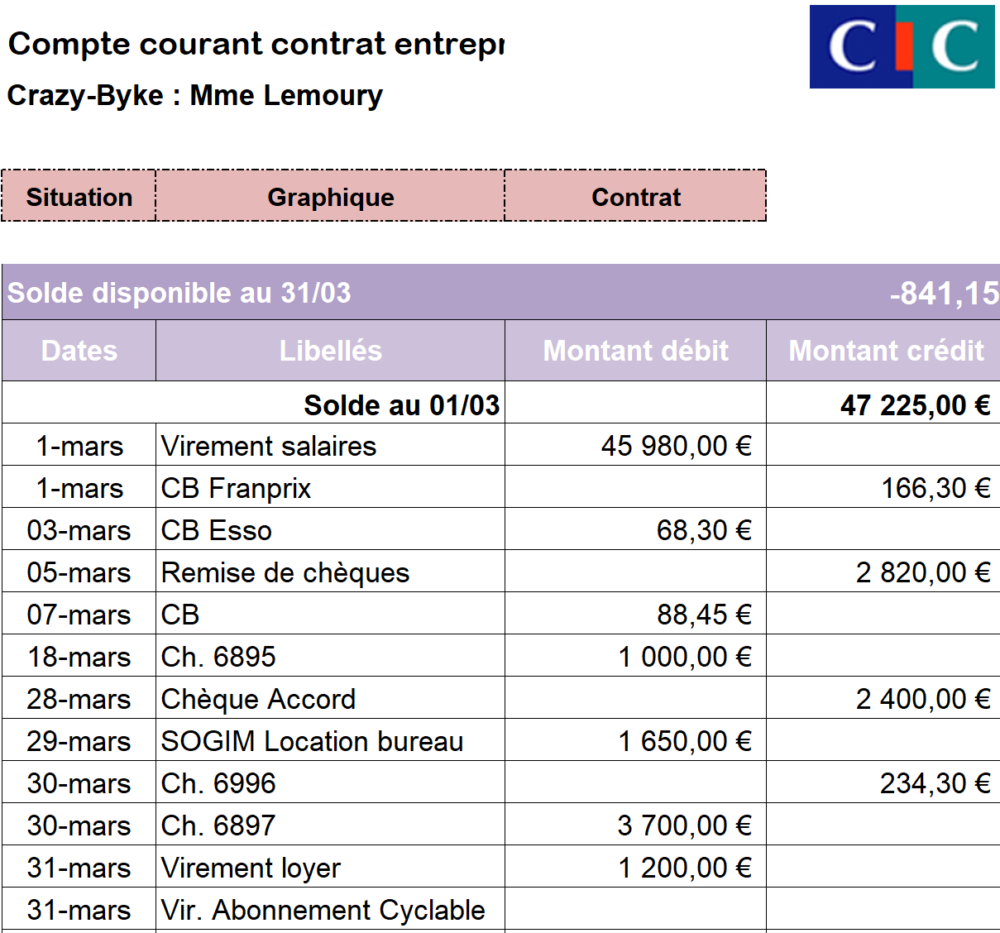 Compte courant contrat entrepr
CIC
Crazy-Byke : Mme Lemoury
Situation Graphique Contrat
Solde disponible au 31/03 -841,15
Dates Libellés Montant débit Montant crédit
Solde au 01/03 47 225,00 €
1-mars Virement salaires 45 980,00 €
1-mars CB Franprix 166,30 €
03-mars CB Esso 68,30 €
05-mars Remise de chèques 2 820,00 €
07-mars CB 88,45 €
18-mars Ch. 6895 1 000,00 €
28-mars Chèque Accord 2 400,00 €
29-mars SOGIM Location bureau 1 650,00 €
30-mars Ch. 6996 234,30 €
30-mars Ch. 6897 3 700,00 €
31-mars Virement loyer 1 200,00 €
31-mars Vir. Abonnement Cyclable